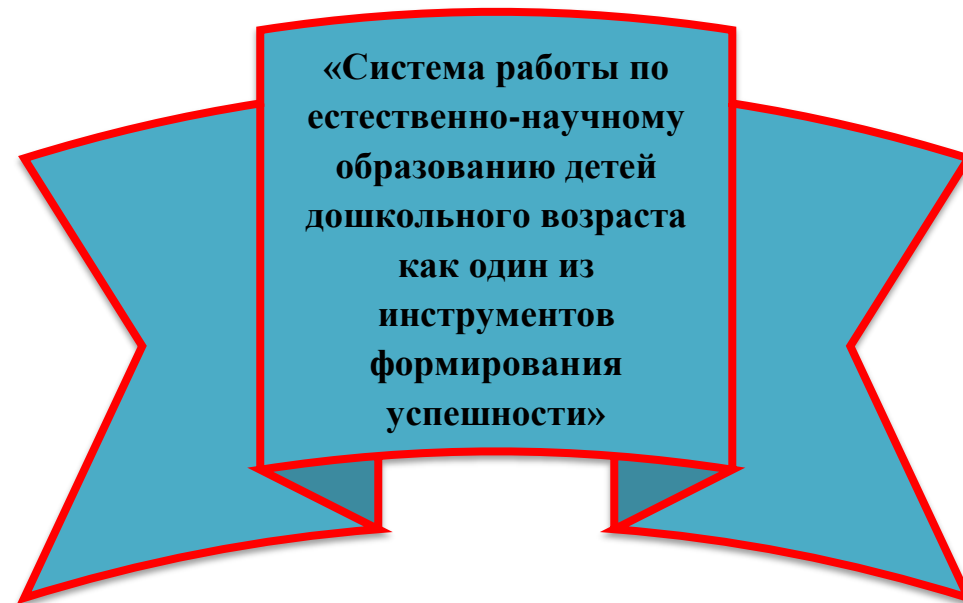 «Система работы по
естественно-научному
образованию детей
дошкольного возраста
как один из
инструментов
формирования
успешности»